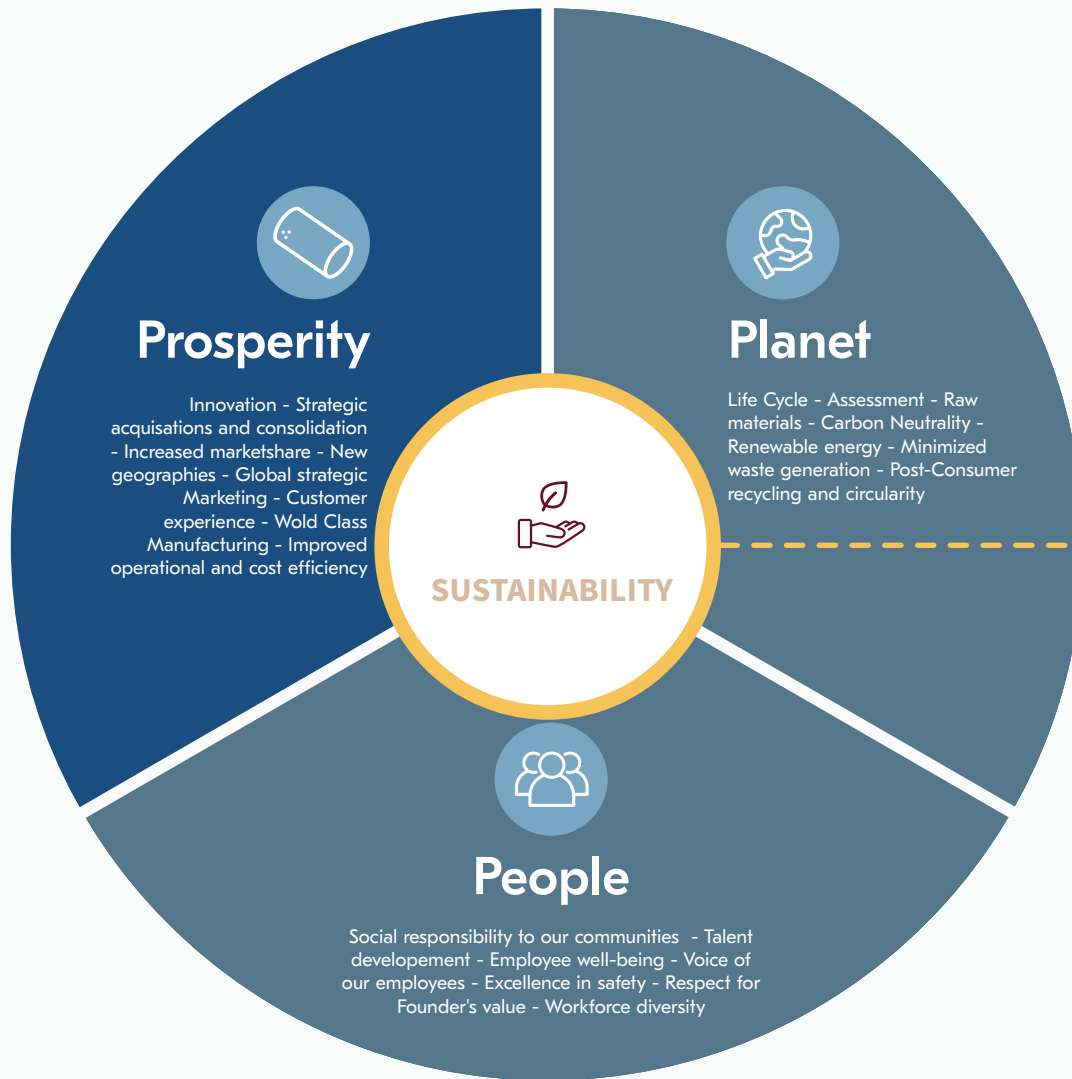 Prosperity
Innovation - Strategic
acquisations and consolidation
- Increased marketshare - New
geographies - Global strategic
Marketing - Customer
experience - Wold Class
Manufacturing - Improved
operational and cost efficiency
Planet
Life Cycle - Assessment - Raw
materials - Carbon Neutrality -
Renewable energy - Minimized
waste generation - Post-Consumer
recycling and circularity
SUSTAINABILITY
People
Social responsibility to our communities  - Talent
developement - Employee well-being - Voice of
our employees - Excellence in safety - Respect for
Founder's value - Workforce diversity